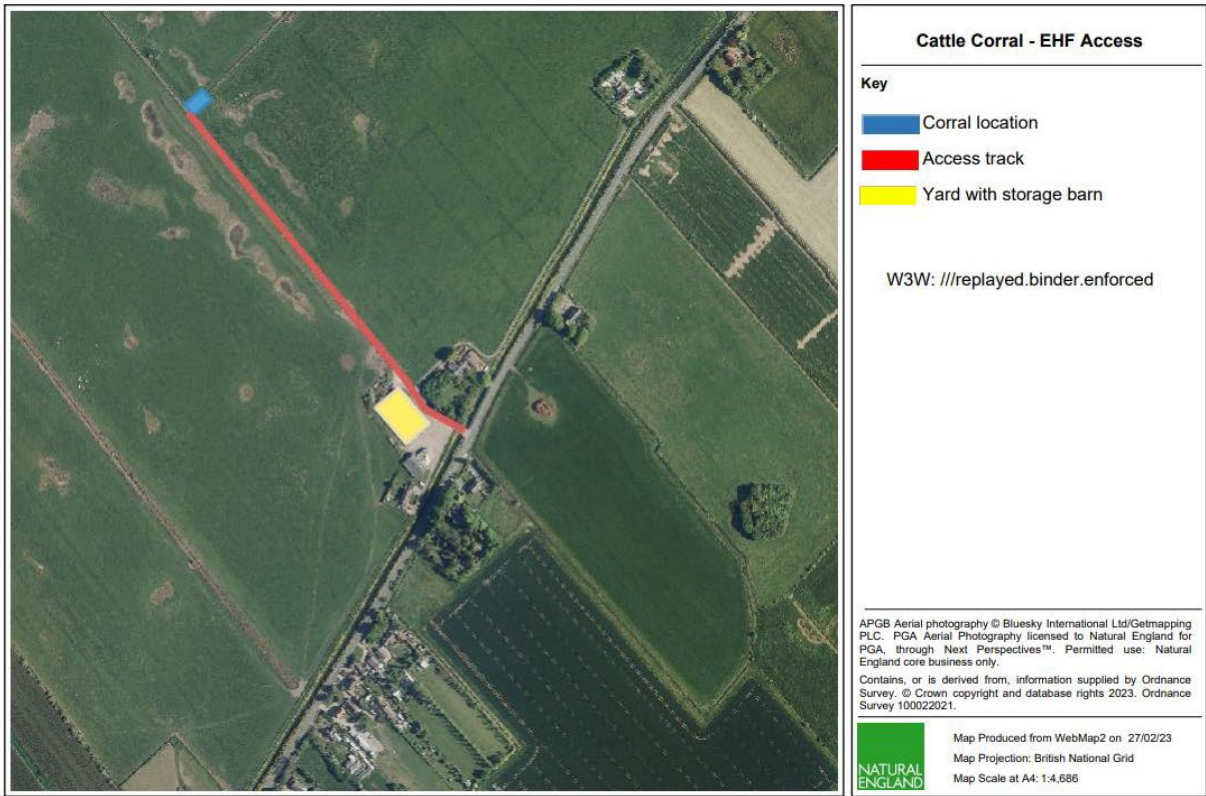 Cattle Corral - EHF Access
Key
Corral location
Access track
Yard with storage barn
W3W: ///replayed.binder.enforced
APGB Aerial photography © Bluesky International Ltd/Getmapping
PLC. PGA Aerial Photography licensed to Natural England for
PGA, through Next Perspectives™. Permitted use: Natural
England core business only.
Contains, or is derived from, information supplied by Ordnance
Survey. © Crown copyright and database rights 2023. Ordnance
Survey 100022021.
NATURAL
ENGLAND
Map Produced from WebMap2 on 27/02/23
Map Projection: British National Grid
Map Scale at A4: 1:4,686